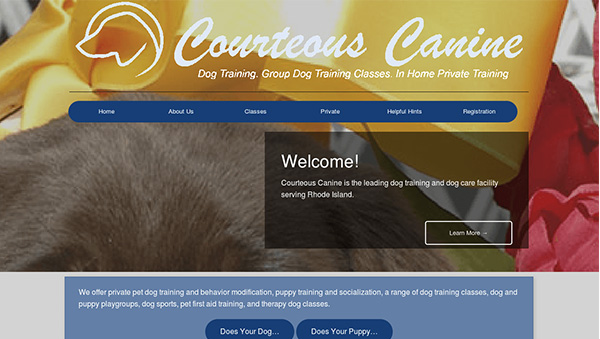 Courteous Canine
Dog Training. Group Dog Training Classes. In Home Private Training
Home About Us Classes Private Helpful Hints Registration
Welcome!
Courteous Canine is the leading dog training and dog care facility
serving Rhode Island.
Learn More →
We offer private pet dog training and behavior modification, puppy training and socialization, a range of dog training classes, dog and
puppy playgroups, dog sports, pet first aid training, and therapy dog classes.
Does Your Dog... Does Your Puppy...